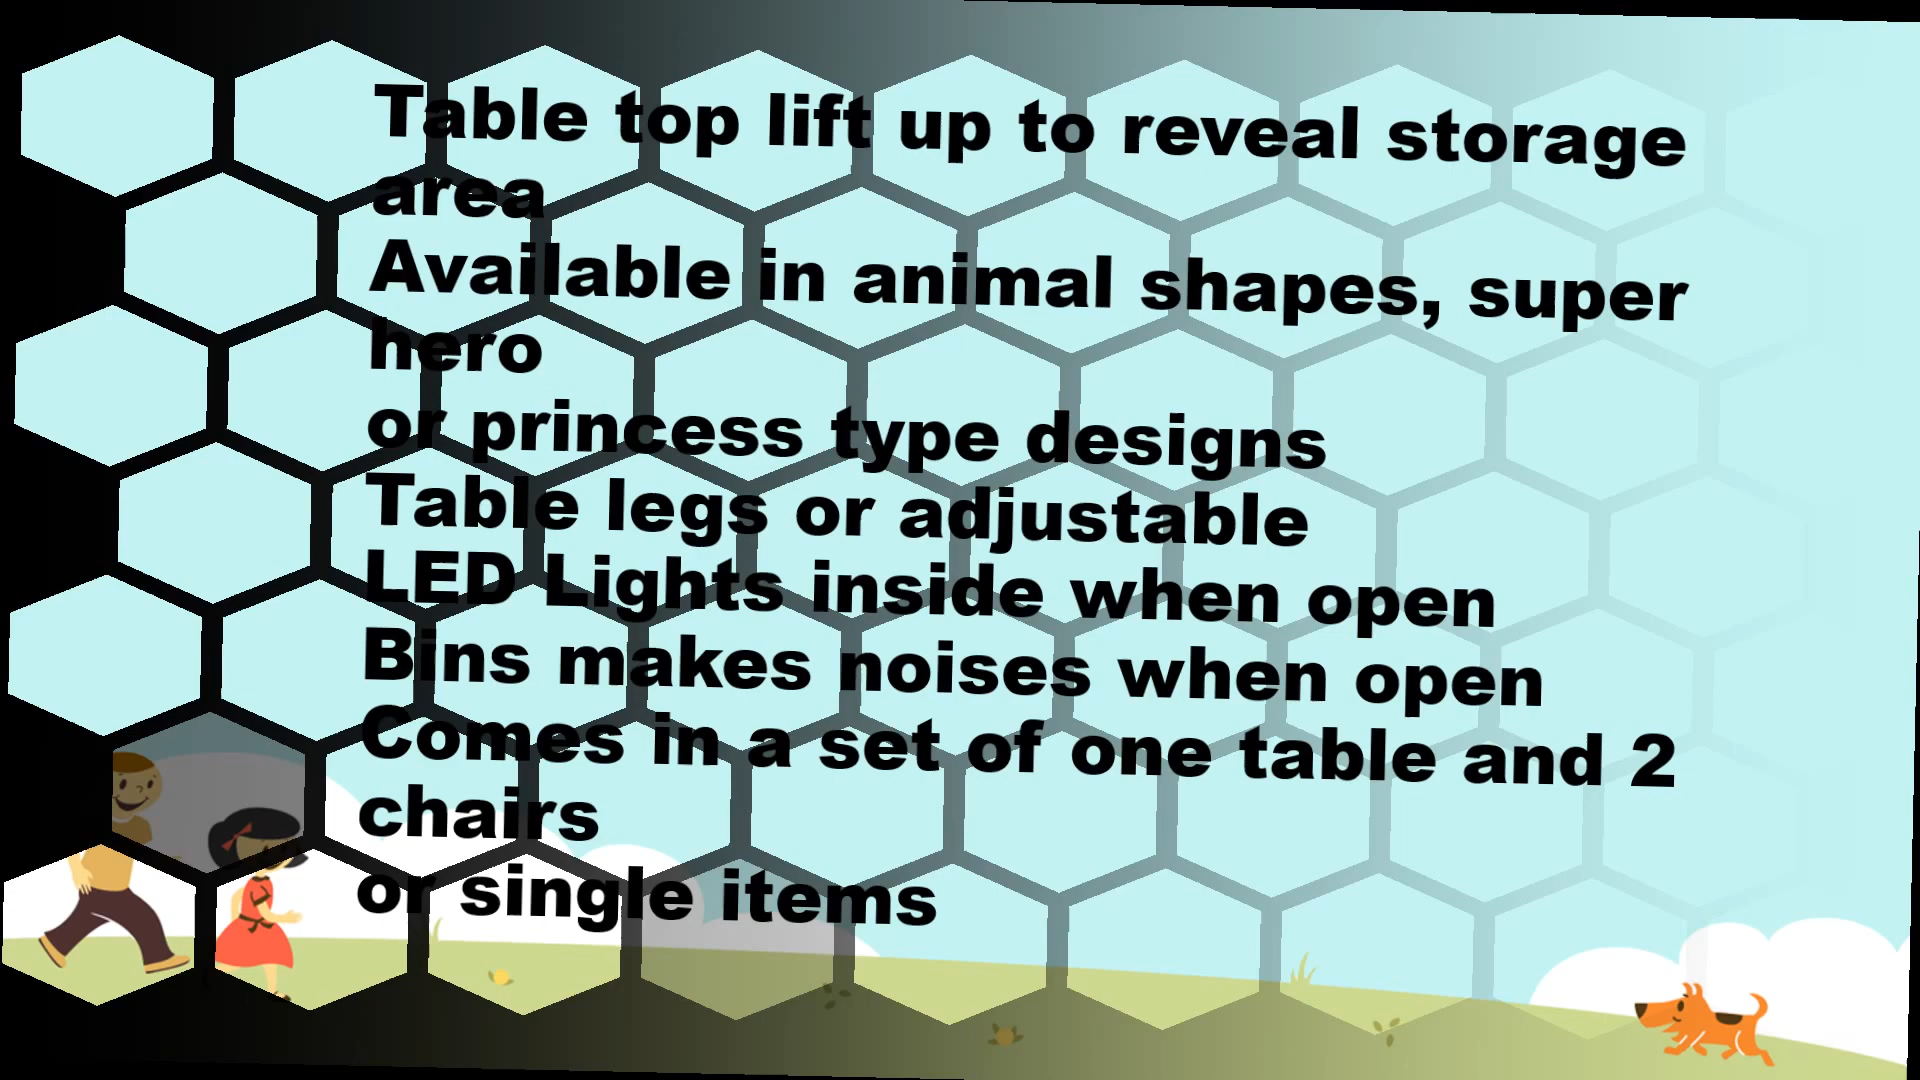 Table top lift up to reveal storage
area
Available in animal shapes, super
hero
or princess type designs
Table legs or adjustable
LED Lights inside when open
Bins makes noises when open
Comes in a set of one table and 2
chairs
or single items